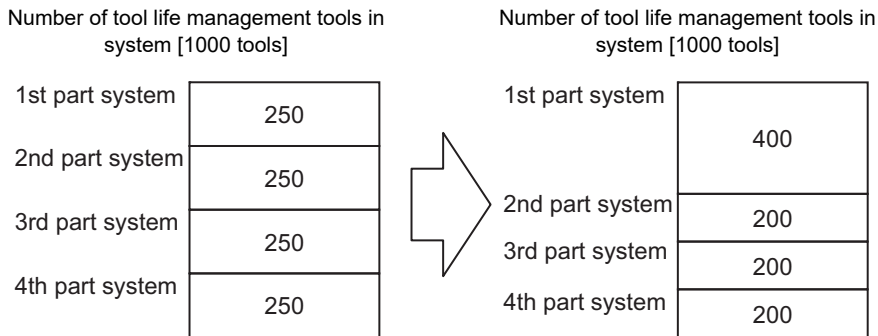 Number of tool life management tools in
system [1000 tools]
1st part system
250
2nd part system
250
3rd part system
250
4th part system
250
Number of tool life management tools in
system [1000 tools]
1st part system
400
2nd part system
200
3rd part system
200
4th part system
200